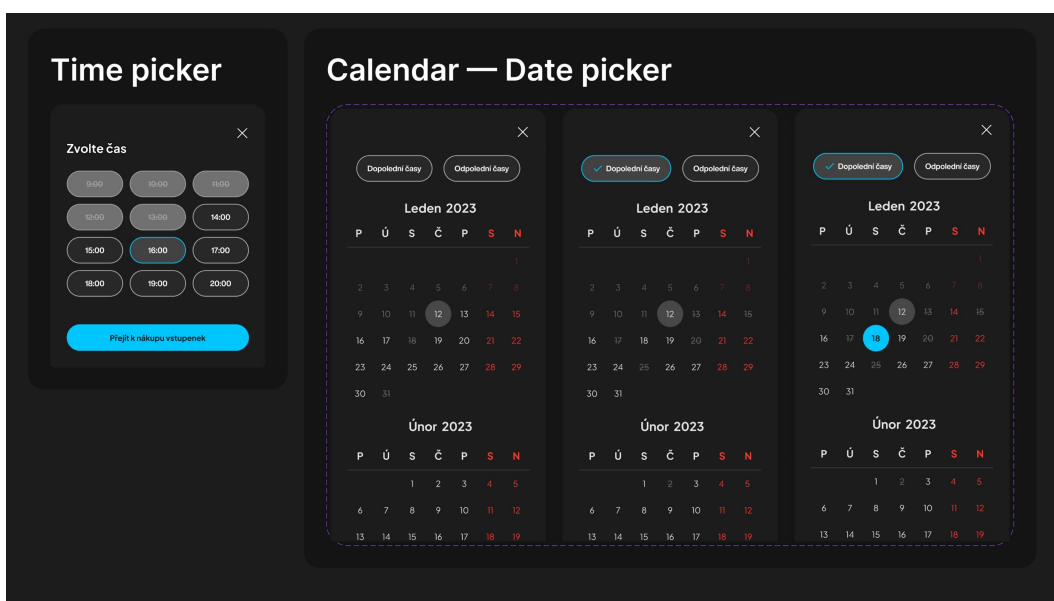 Time picker
Zvolte čas
9:00 10:00 11:00
12:00 13:00 14:00
15:00 16:00 17:00
18:00 19:00 20:00
Přejít k nákupu vstupenek
Calendar — Date picker
Dopolední časy Odpolední časy
Leden 2023
P Ú S Č P S N
1
2 3 4 5 6 7 8
9 10 11 12 13 14 15
16 17 18 19 20 21 22
23 24 25 26 27 28 29
30 31
Únor 2023
P Ú S Č P S N
1 2 3 4 5
6 7 8 9 10 11 12
13 14 15 16 17 18 19
Dopolední časy Odpolední časy
Leden 2023
P Ú S Č P S N
1
2 3 4 5 6 7 8
9 10 11 12 13 14 15
16 17 18 19 20 21 22
23 24 25 26 27 28 29
30 31
Únor 2023
P Ú S Č P S N
1 2 3 4 5
6 7 8 9 10 11 12
13 14 15 16 17 18 19
Dopolední časy Odpolední časy
Leden 2023
P Ú S Č P S N
1
2 3 4 5 6 7 8
9 10 11 12 13 14 15
16 17 18 19 20 21 22
23 24 25 26 27 28 29
30 31
Únor 2023
P Ú S Č P S N
1 2 3 4 5
6 7 8 9 10 11 12
13 14 15 16 17 18 19